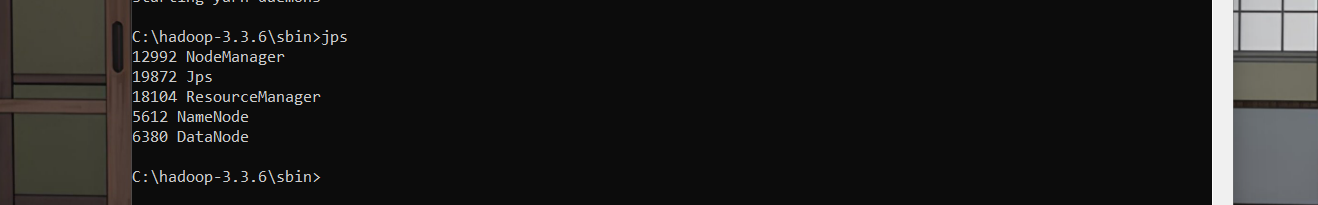 C:\hadoop-3.3.6\sbin>jps
12992 NodeManager
19872 Jps
18104 ResourceManager
5612 NameNode
6380 DataNode
C:\hadoop-3.3.6\sbin>